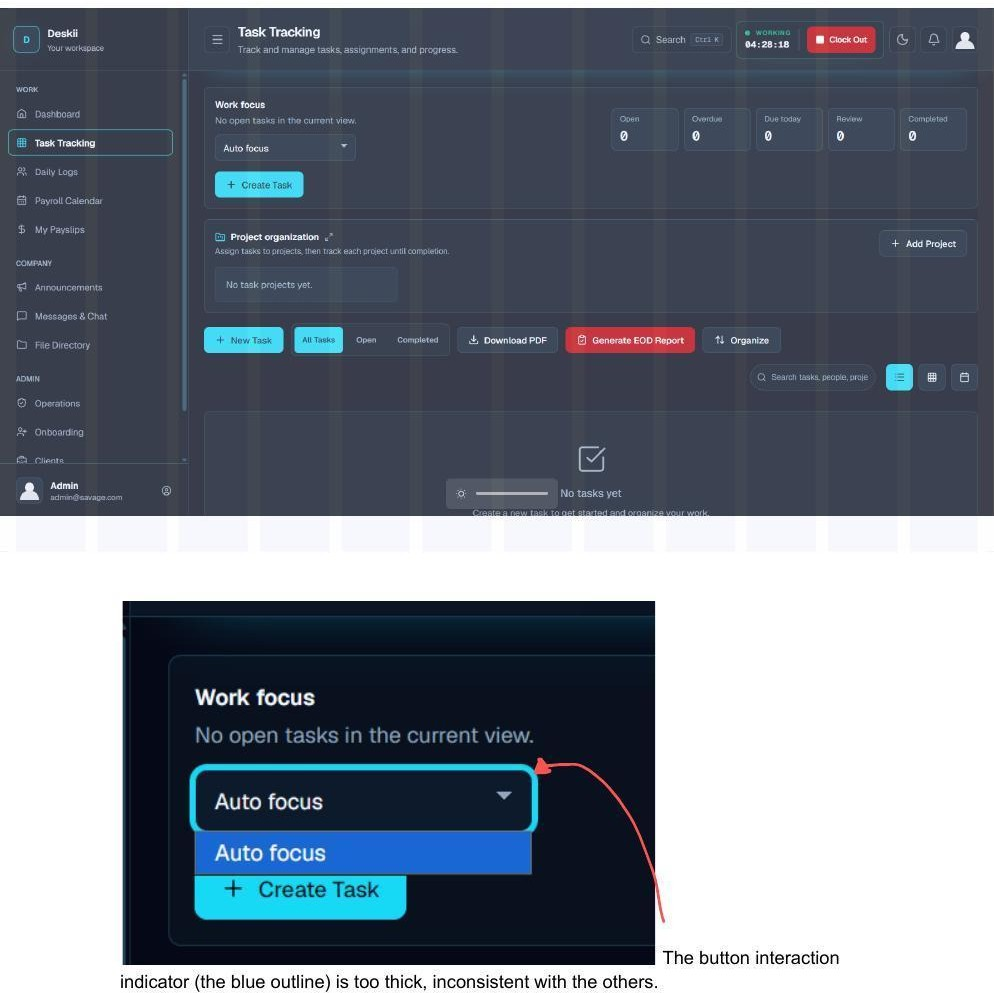 D
Deskii
Your workspace
Task Tracking
Track and manage tasks, assignments, and progress.
Search Ctrl K
WORKING
04:28:18
Clock Out
WORK
Dashboard
Task Tracking
Daily Logs
Payroll Calendar
My Payslips
COMPANY
Announcements
Messages & Chat
File Directory
ADMIN
Operations
Onboarding
Clients
Admin
admin@savage.com
Work focus
No open tasks in the current view.
Auto focus
+ Create Task
Open
0
Overdue
0
Due today
0
Review
0
Completed
0
Project organization
Assign tasks to projects, then track each project until completion.
+ Add Project
No task projects yet.
+ New Task
All Tasks Open Completed
Download PDF
Generate EOD Report
Organize
Search tasks, people, proje
No tasks yet
Create a new task to get started and organize your work.
Work focus
No open tasks in the current view.
Auto focus
Auto focus
+ Create Task
The button interaction
indicator (the blue outline) is too thick, inconsistent with the others.